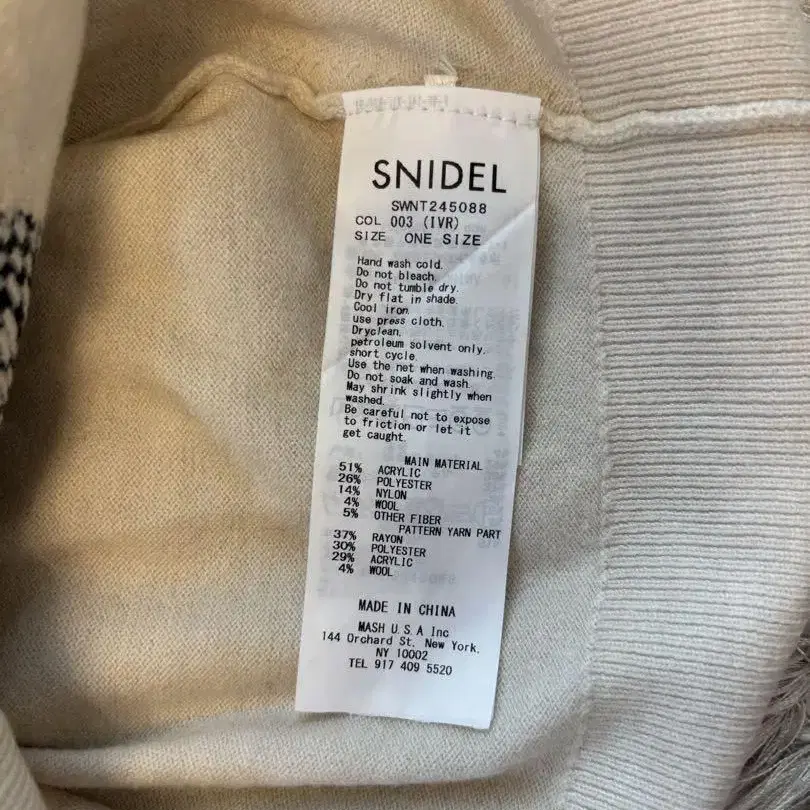 SNIDEL
SWNT245088
COL 003 (IVR)
SIZE ONE SIZE
Hand wash cold.
Do not bleach.
Do not tumble dry.
Dry flat in shade.
Cool iron.
use press cloth.
Dryclean.
petroleum solvent only.
short cycle.
Use the net when washing.
Do not soak and wash.
May shrink slightly when
washed.
Be careful not to expose
to friction or let it
get caught.
MAIN MATERIAL
51% ACRYLIC
26% POLYESTER
14% NYLON
4% WOOL
5% OTHER FIBER
PATTERN YARN PART
37% RAYON
30% POLYESTER
29% ACRYLIC
4% WOOL
MADE IN CHINA
MASH U.S.A Inc
144 Orchard St. New York.
NY 10002
TEL 917 409 5520